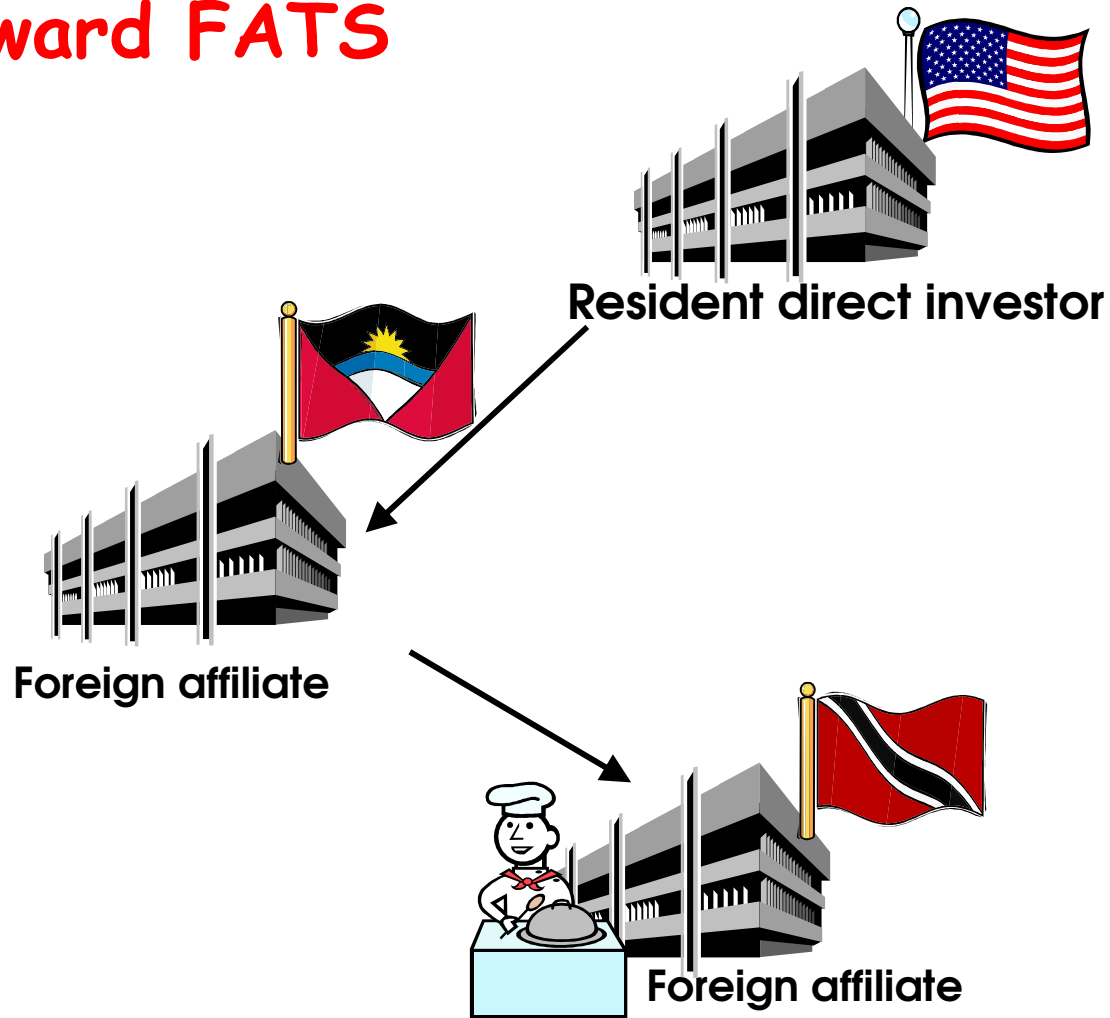 ward FATS
Resident direct investor
Foreign affiliate
Foreign affiliate